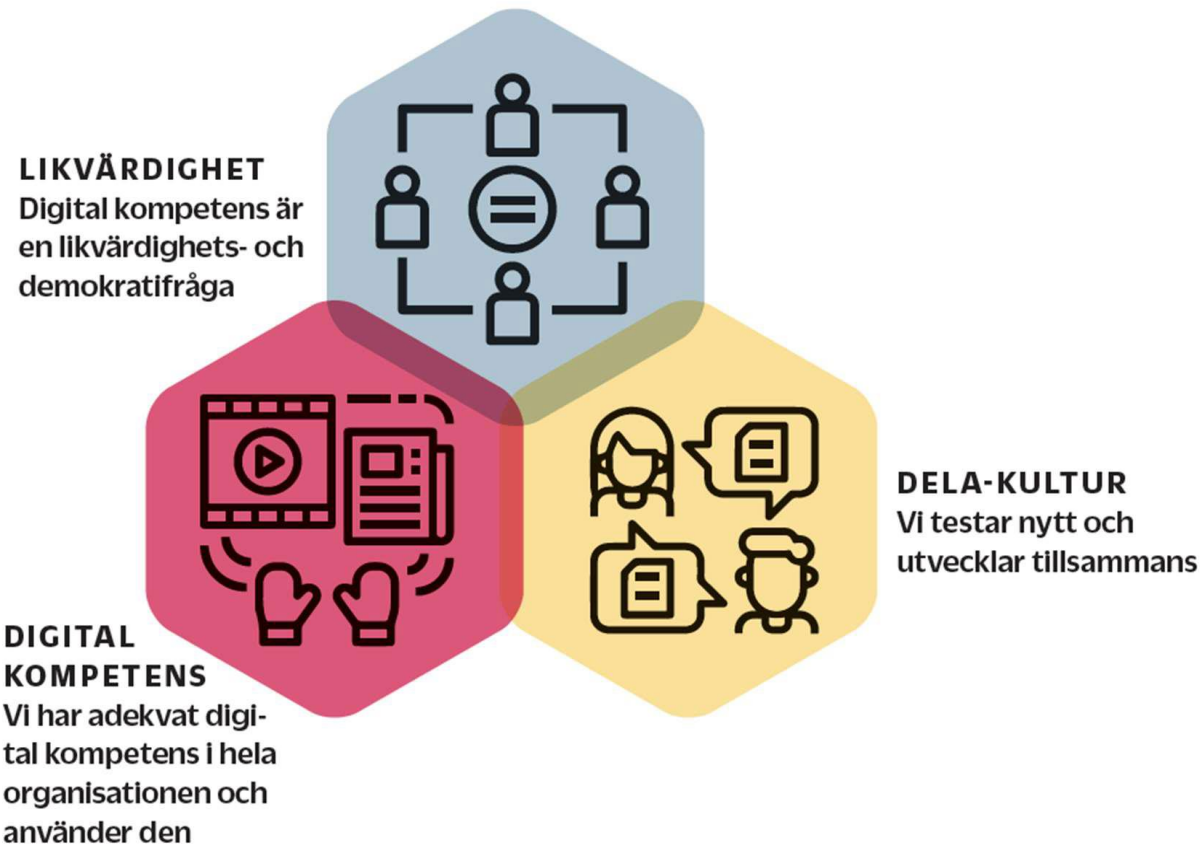 LIKVÄRDIGHET
Digital kompetens är
en likvärdighets- och
demokratifråga
DELA-KULTUR
Vi testar nytt och
utvecklar tillsammans
DIGITAL
KOMPETENS
Vi har adekvat digi-
tal kompetens i hela
organisationen och
använder den